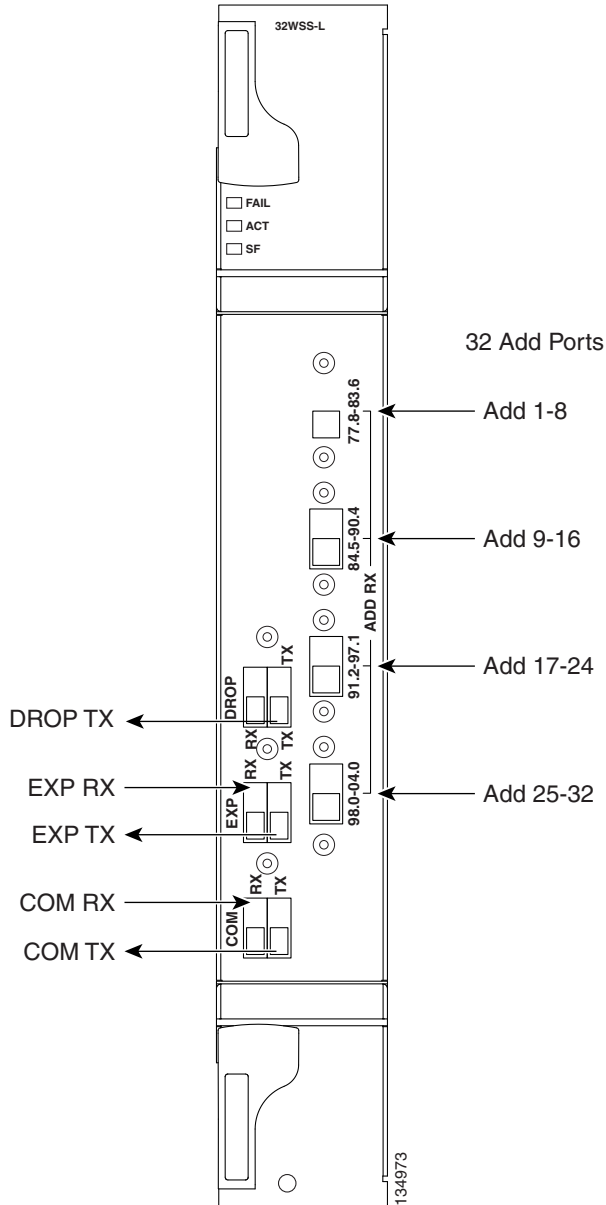 32WSS-L
FAIL
ACT
SF
32 Add Ports
77.8-83.6
Add 1-8
84.5-90.4
Add 9-16
ADD RX
91.2-97.1
Add 17-24
98.0-04.0
Add 25-32
TX
DROP
DROP TX
RX
TX
RX
TX
EXP
EXP RX
EXP TX
RX
TX
COM
COM RX
COM TX
134973